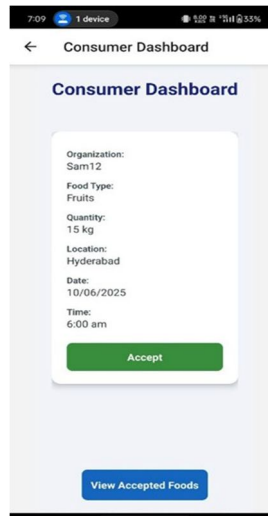 7:09 1 device 33%
Consumer Dashboard
Consumer Dashboard
Organization:
Sam12
Food Type:
Fruits
Quantity:
15 kg
Location:
Hyderabad
Date:
10/06/2025
Time:
6:00 am
Accept
View Accepted Foods